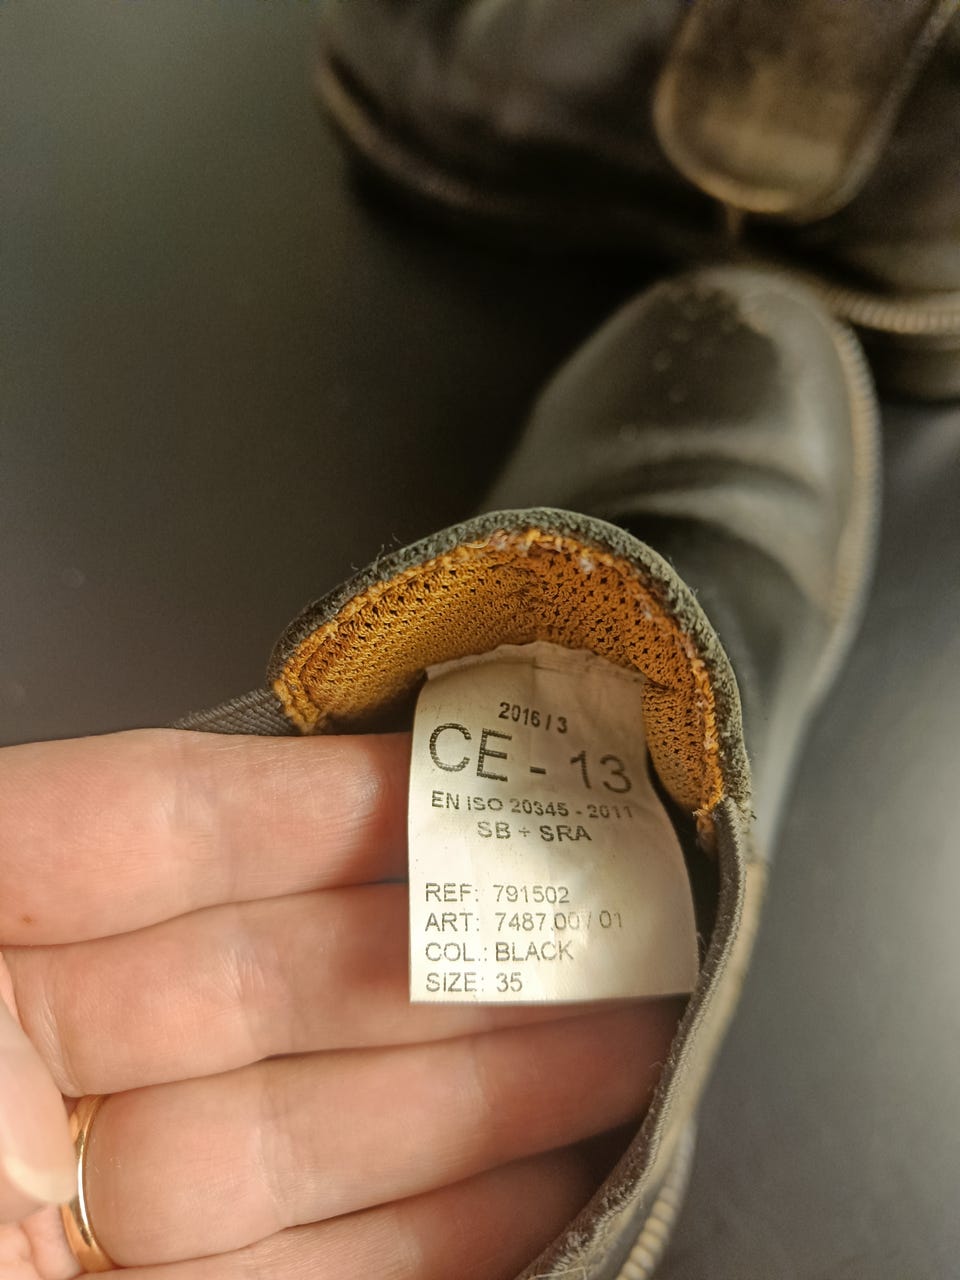 2016 / 3
CE - 13
EN ISO 20345 - 2011
SB + SRA
REF: 791502
ART: 7487.00 / 01
COL.: BLACK
SIZE: 35